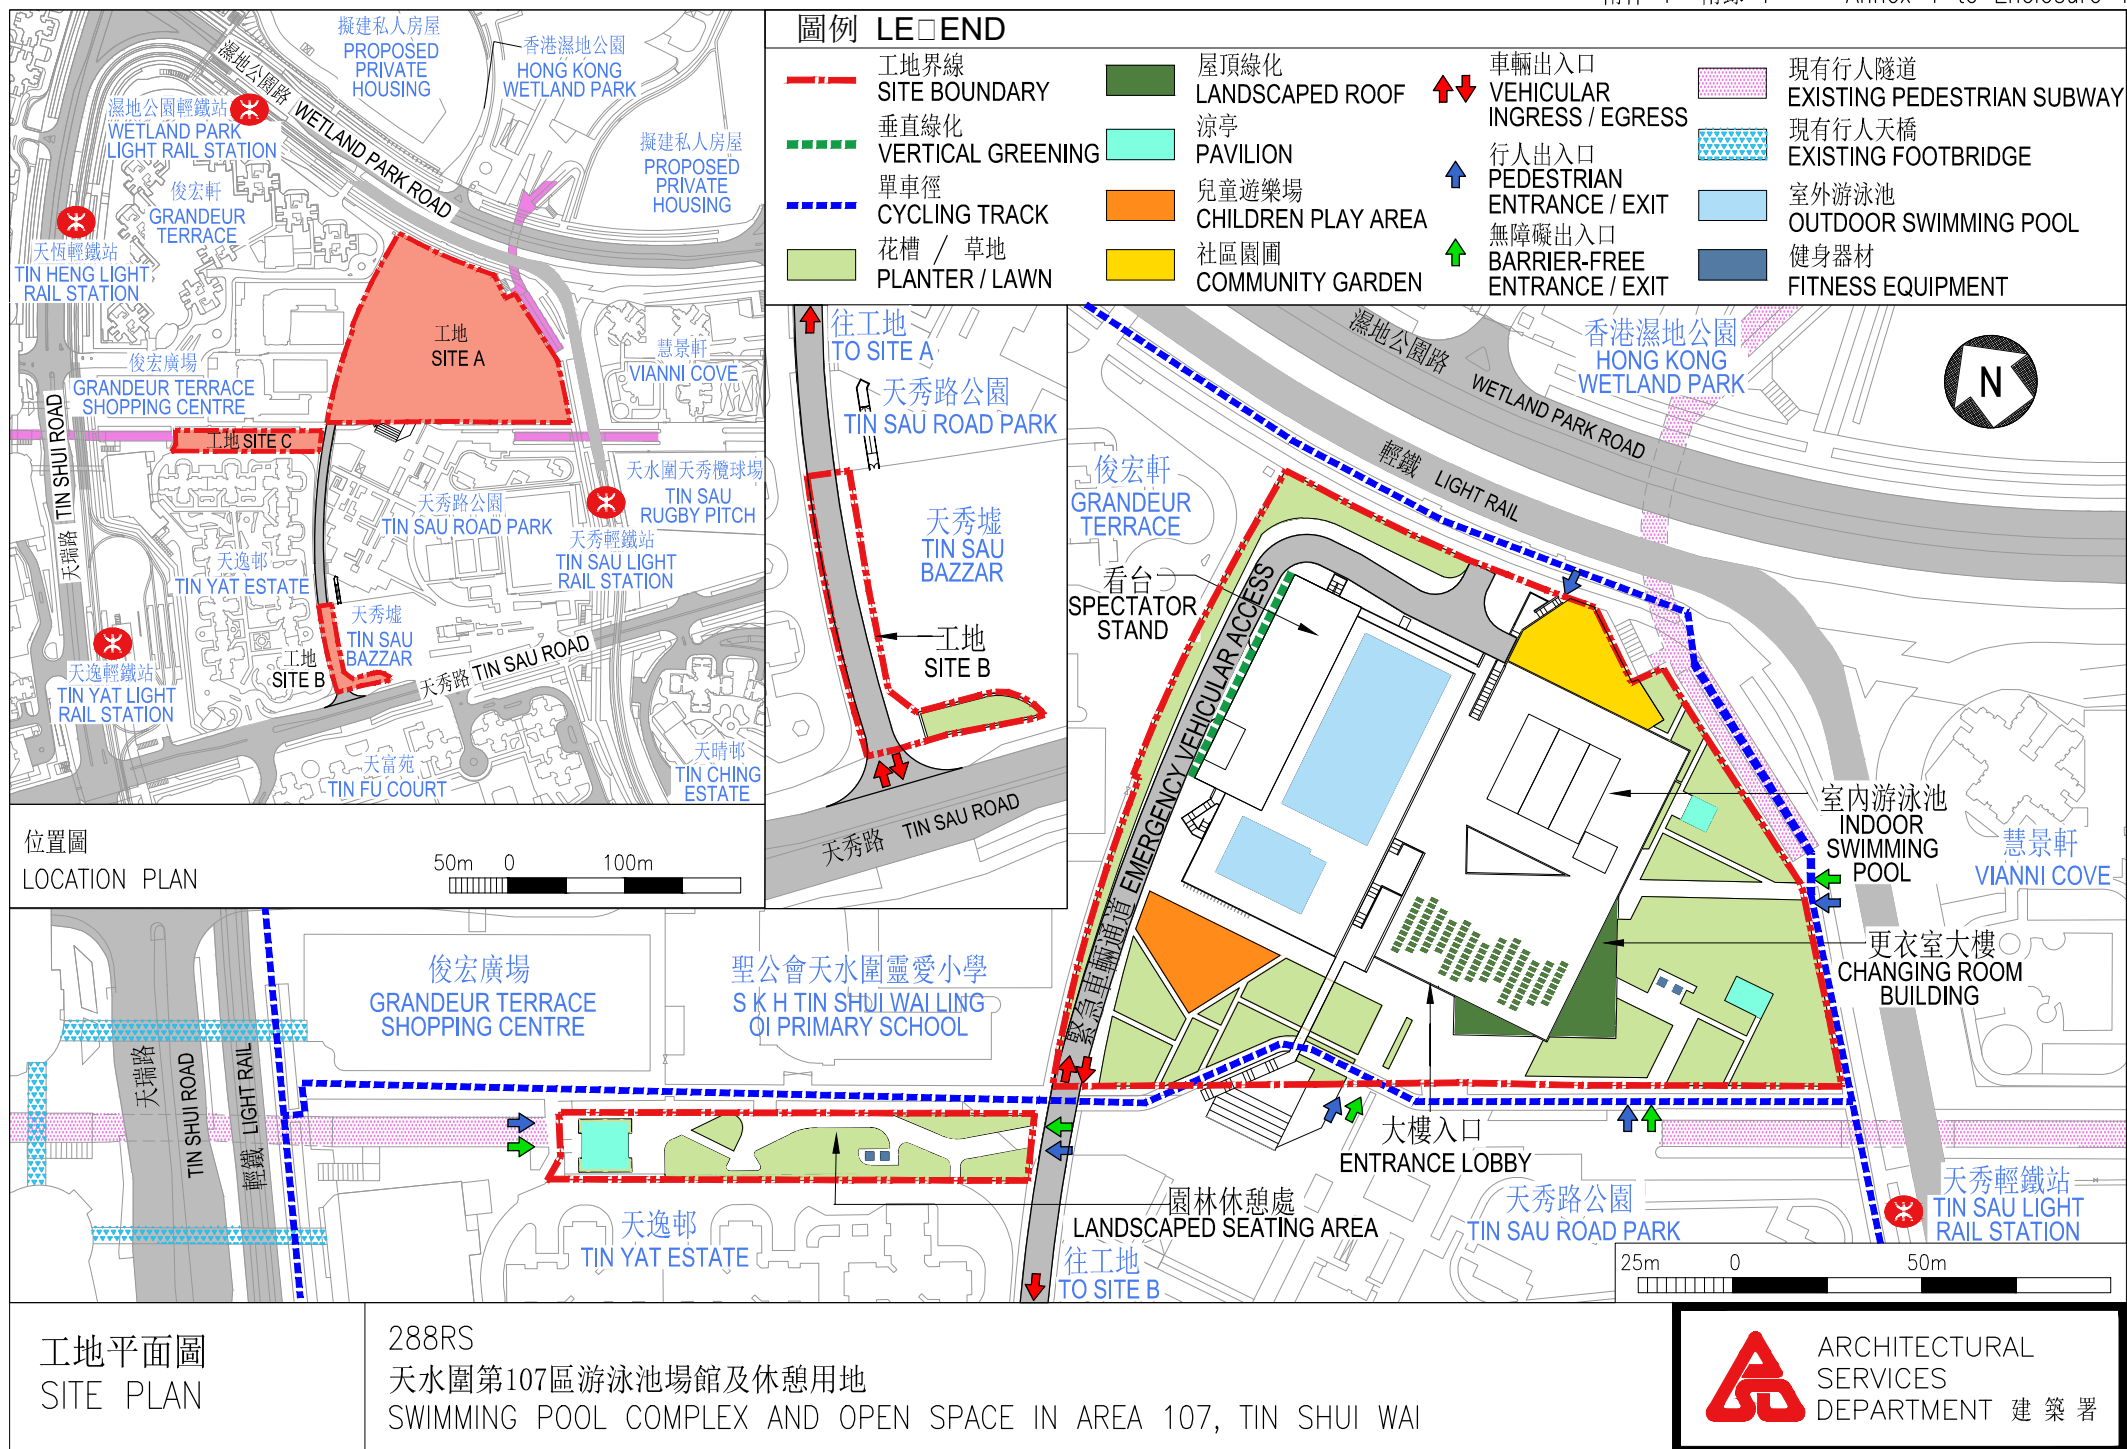 圖例 LE□END
工地界線
SITE BOUNDARY
垂直綠化
VERTICAL GREENING
單車徑
CYCLING TRACK
花槽 / 草地
PLANTER / LAWN
屋頂綠化
LANDSCAPED ROOF
涼亭
PAVILION
兒童遊樂場
CHILDREN PLAY AREA
社區園圃
COMMUNITY GARDEN
車輛出入口
VEHICULAR
INGRESS / EGRESS
行人出入口
PEDESTRIAN
ENTRANCE / EXIT
無障礙出入口
BARRIER-FREE
ENTRANCE / EXIT
現有行人隧道
EXISTING PEDESTRIAN SUBWAY
現有行人天橋
EXISTING FOOTBRIDGE
室外游泳池
OUTDOOR SWIMMING POOL
健身器材
FITNESS EQUIPMENT
擬建私人房屋
PROPOSED
PRIVATE
HOUSING
香港濕地公園
HONG KONG
WETLAND PARK
濕地公園路 WETLAND PARK ROAD
濕地公園輕鐵站
WETLAND PARK
LIGHT RAIL STATION
擬建私人房屋
PROPOSED
PRIVATE
HOUSING
俊宏軒
GRANDEUR
TERRACE
天恆輕鐵站
TIN HENG LIGHT
RAIL STATION
工地
SITE A
慧景軒
VIANNI COVE
俊宏廣場
GRANDEUR TERRACE
SHOPPING CENTRE
工地 SITE C
天瑞路 TIN SHUI ROAD
天水圍天秀欖球場
TIN SAU
RUGBY PITCH
天秀路公園
TIN SAU ROAD PARK
天秀輕鐵站
TIN SAU LIGHT
RAIL STATION
天逸邨
TIN YAT ESTATE
天秀墟
TIN SAU
BAZZAR
工地
SITE B
天逸輕鐵站
TIN YAT LIGHT
RAIL STATION
天秀路 TIN SAU ROAD
天富苑
TIN FU COURT
天晴邨
TIN CHING
ESTATE
位置圖
LOCATION PLAN
50m 0 100m
往工地
TO SITE A
天秀路公園
TIN SAU ROAD PARK
天秀墟
TIN SAU
BAZZAR
工地
SITE B
天秀路 TIN SAU ROAD
濕地公園路 WETLAND PARK ROAD
香港濕地公園
HONG KONG
WETLAND PARK
N
輕鐵 LIGHT RAIL
俊宏軒
GRANDEUR
TERRACE
看台
SPECTATOR
STAND
緊急車輛通道 EMERGENCY VEHICULAR ACCESS
室內游泳池
INDOOR
SWIMMING
POOL
慧景軒
VIANNI COVE
更衣室大樓
CHANGING ROOM
BUILDING
俊宏廣場
GRANDEUR TERRACE
SHOPPING CENTRE
聖公會天水圍靈愛小學
S K H TIN SHUI WAI LING
OI PRIMARY SCHOOL
天瑞路 TIN SHUI ROAD
輕鐵 LIGHT RAIL
大樓入口
ENTRANCE LOBBY
園林休憩處
LANDSCAPED SEATING AREA
天逸邨
TIN YAT ESTATE
往工地
TO SITE B
天秀路公園
TIN SAU ROAD PARK
天秀輕鐵站
TIN SAU LIGHT
RAIL STATION
25m 0 50m
工地平面圖
SITE PLAN
288RS
天水圍第107區游泳池場館及休憩用地
SWIMMING POOL COMPLEX AND OPEN SPACE IN AREA 107, TIN SHUI WAI
ARCHITECTURAL
SERVICES
DEPARTMENT 建築署